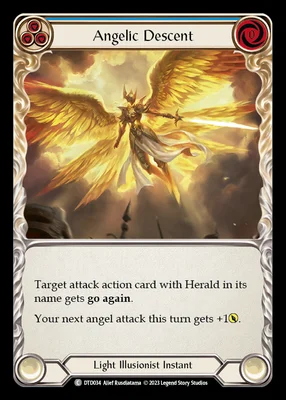 Angelic Descent
Target attack action card with Herald in its
name gets go again.
Your next angel attack this turn gets +1
Light Illusionist Instant
C DTD034 Alief Rusdiatama © 2023 Legend Story Studios